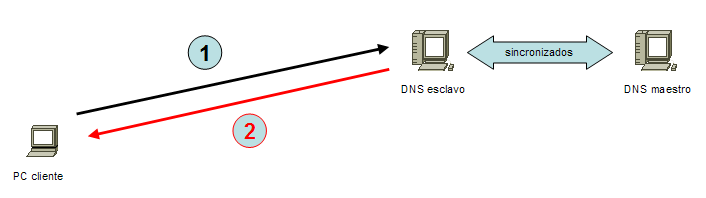 1
sincronizados
DNS esclavo
DNS maestro
2
PC cliente